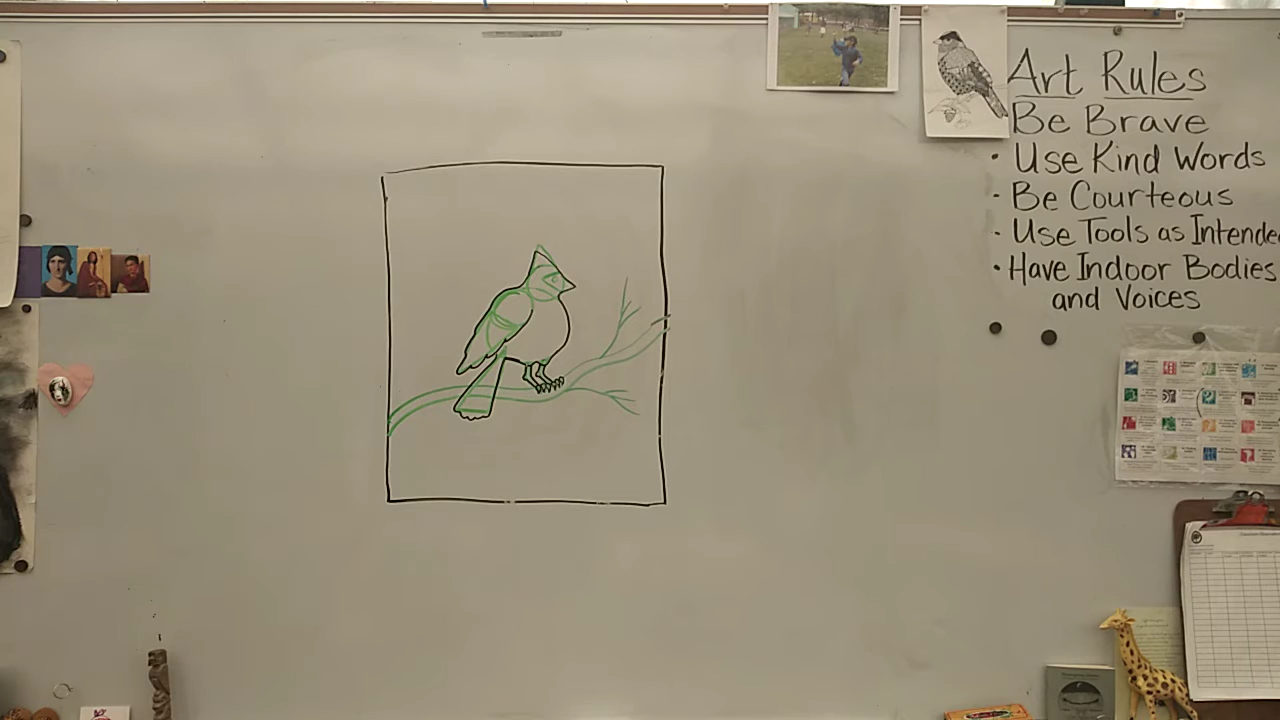 Art Rules
Be Brave
• Use Kind Words
- Be Courteous
- Use Tools as Intende
• Have Indoor Bodies
and Voices